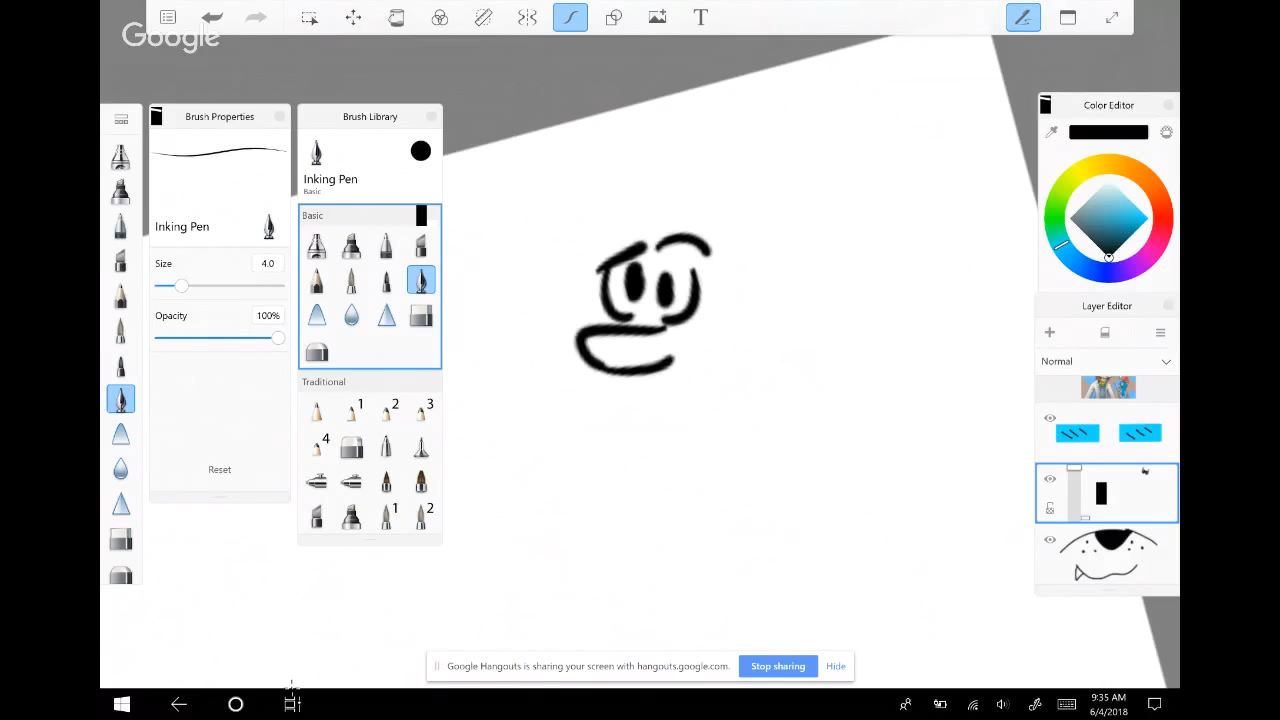 Google
T
Brush Properties
Inking Pen
Size
4.0
Opacity
100%
Reset
Brush Library
Inking Pen
Basic
Basic
Traditional
1
2
3
4
1
2
Color Editor
Layer Editor
Normal
Google Hangouts is sharing your screen with hangouts.google.com.
Stop sharing
Hide
9:35 AM
6/4/2018